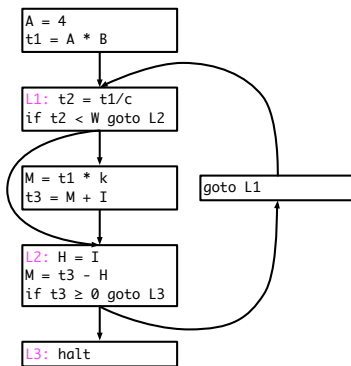 A = 4
t1 = A * B
L1: t2 = t1/c
if t2 < W goto L2
M = t1 * k
t3 = M + I
goto L1
L2: H = I
M = t3 - H
if t3 ≥ 0 goto L3
L3: halt